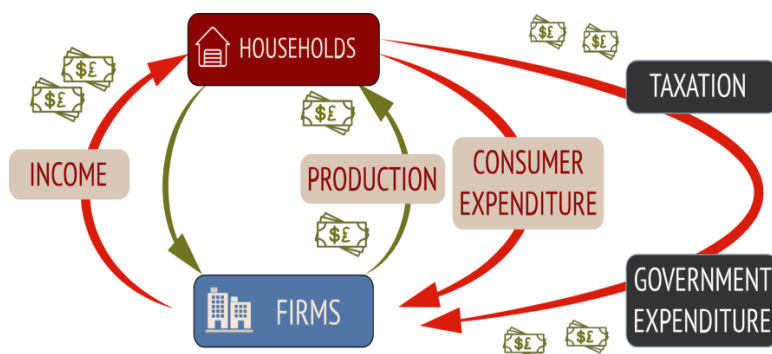 HOUSEHOLDS
$£
$£
$£
$£
TAXATION
INCOME
$£
PRODUCTION
CONSUMER
EXPENDITURE
$£
FIRMS
GOVERNMENT
EXPENDITURE
$£
$£